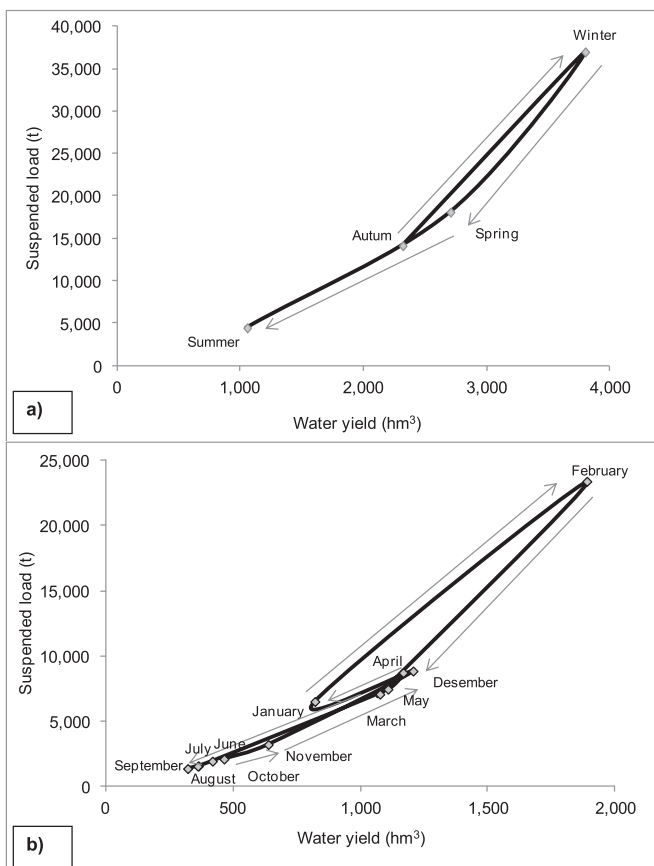 40,000
Winter
35,000
30,000
25,000
20,000
15,000
10,000
5,000
0
Suspended load (t)
Autum
Spring
Summer
0 1,000 2,000 3,000 4,000
a)
Water yield (hm³)
25,000
February
20,000
15,000
10,000
5,000
0
Suspended load (t)
April
Desember
May
January
March
July June
November
September
August October
0 500 1,000 1,500 2,000
b)
Water yield (hm³)